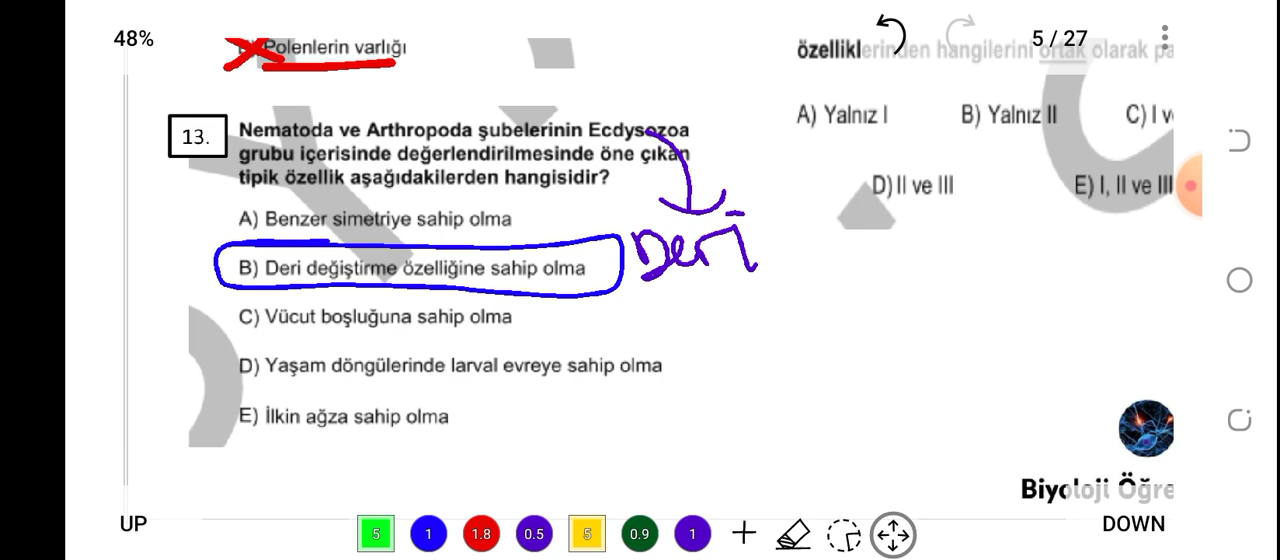 48%
Polenlerin varlığı
13.
Nematoda ve Arthropoda şubelerinin Ecdysozoa
grubu içerisinde değerlendirilmesinde öne çıkan
tipik özellik aşağıdakilerden hangisidir?
A) Benzer simetriye sahip olma
B) Deri değiştirme özelliğine sahip olma
C) Vücut boşluğuna sahip olma
D) Yaşam döngülerinde larval evreye sahip olma
E) İlkin ağza sahip olma
Deri
5 / 27
özelliklerinden hangilerini ortak olarak pa
A) Yalnız I B) Yalnız II C) I v
D) II ve III E) I, II ve III
Biyoloji Öğre
UP
5 1 1.8 0.5 5 0.9 1
DOWN